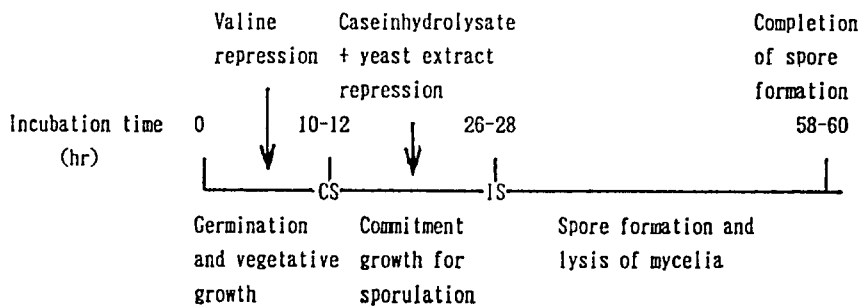 Valine Caseinhydrolysate Completion
repression + yeast extract of spore
repression formation
Incubation time 0 10-12 26-28 58-60
(hr)
CS IS
Germination Commitment Spore formation and
and vegetative growth for lysis of mycelia
growth sporulation